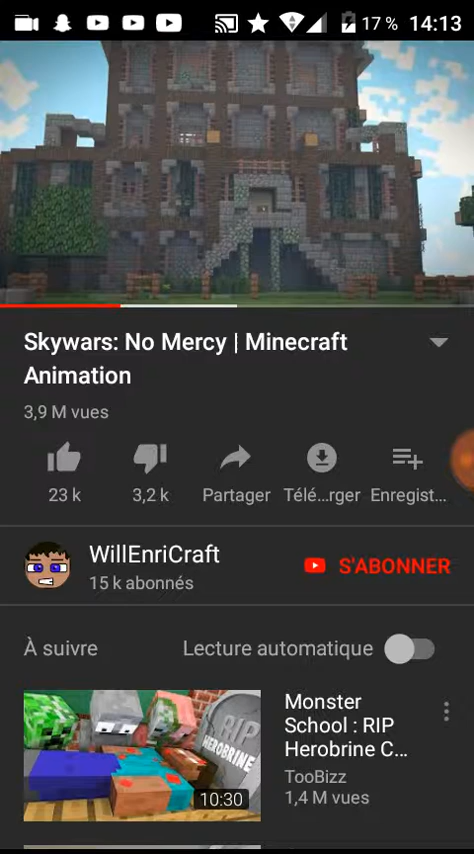 17 % 14:13
Skywars: No Mercy | Minecraft
Animation
3,9 M vues
23 k 3,2 k Partager Télé…rger Enregist…
WillEnriCraft
15 k abonnés
S'ABONNER
À suivre Lecture automatique
RIP
HEROBRINE
10:30
Monster
School : RIP
Herobrine C…
TooBizz
1,4 M vues